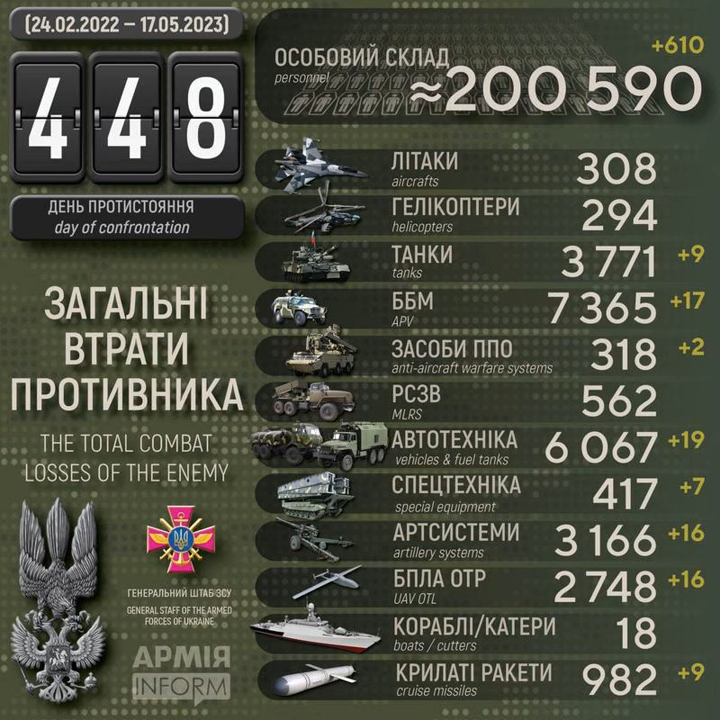 (24.02.2022 – 17.05.2023)
448
ДЕНЬ ПРОТИСТОЯННЯ
day of confrontation
ЗАГАЛЬНІ
ВТРАТИ
ПРОТИВНИКА
THE TOTAL COMBAT
LOSSES OF THE ENEMY
ГЕНЕРАЛЬНИЙ ШТАБ ЗСУ
GENERAL STAFF OF THE ARMED
FORCES OF UKRAINE
АРМІЯ
INFORM
ОСОБОВИЙ СКЛАД +610
personnel ≈200 590
ЛІТАКИ 308
aircrafts
ГЕЛІКОПТЕРИ 294
helicopters
ТАНКИ 3 771 +9
tanks
ББМ 7 365 +17
APV
ЗАСОБИ ППО 318 +2
anti-aircraft warfare systems
РСЗВ 562
MLRS
АВТОТЕХНІКА 6 067 +19
vehicles & fuel tanks
СПЕЦТЕХНІКА 417 +7
special equipment
АРТСИСТЕМИ 3 166 +16
artillery systems
БПЛА ОТР 2 748 +16
UAV OTL
КОРАБЛІ/КАТЕРИ 18
boats / cutters
КРИЛАТІ РАКЕТИ 982 +9
cruise missiles